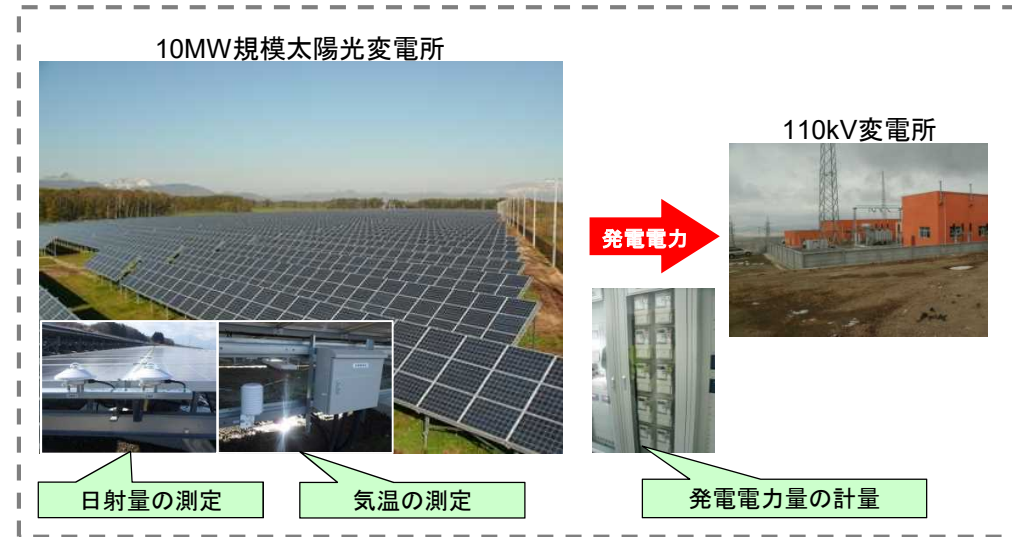 10MW規模太陽光変電所
110kV変電所
発電電力
日射量の測定
気温の測定
発電電力量の計量